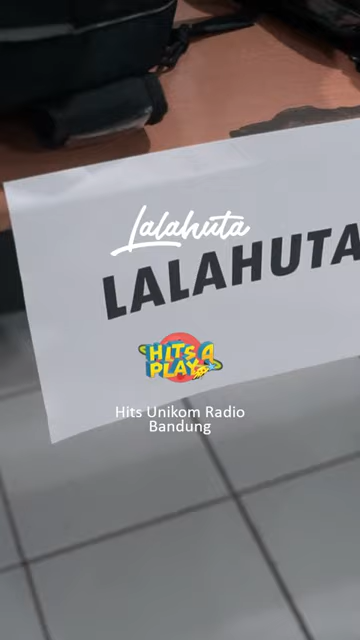 Lalahuta
LALAHUTA
HITS A
PLAY
Hits Unikom Radio
Bandung